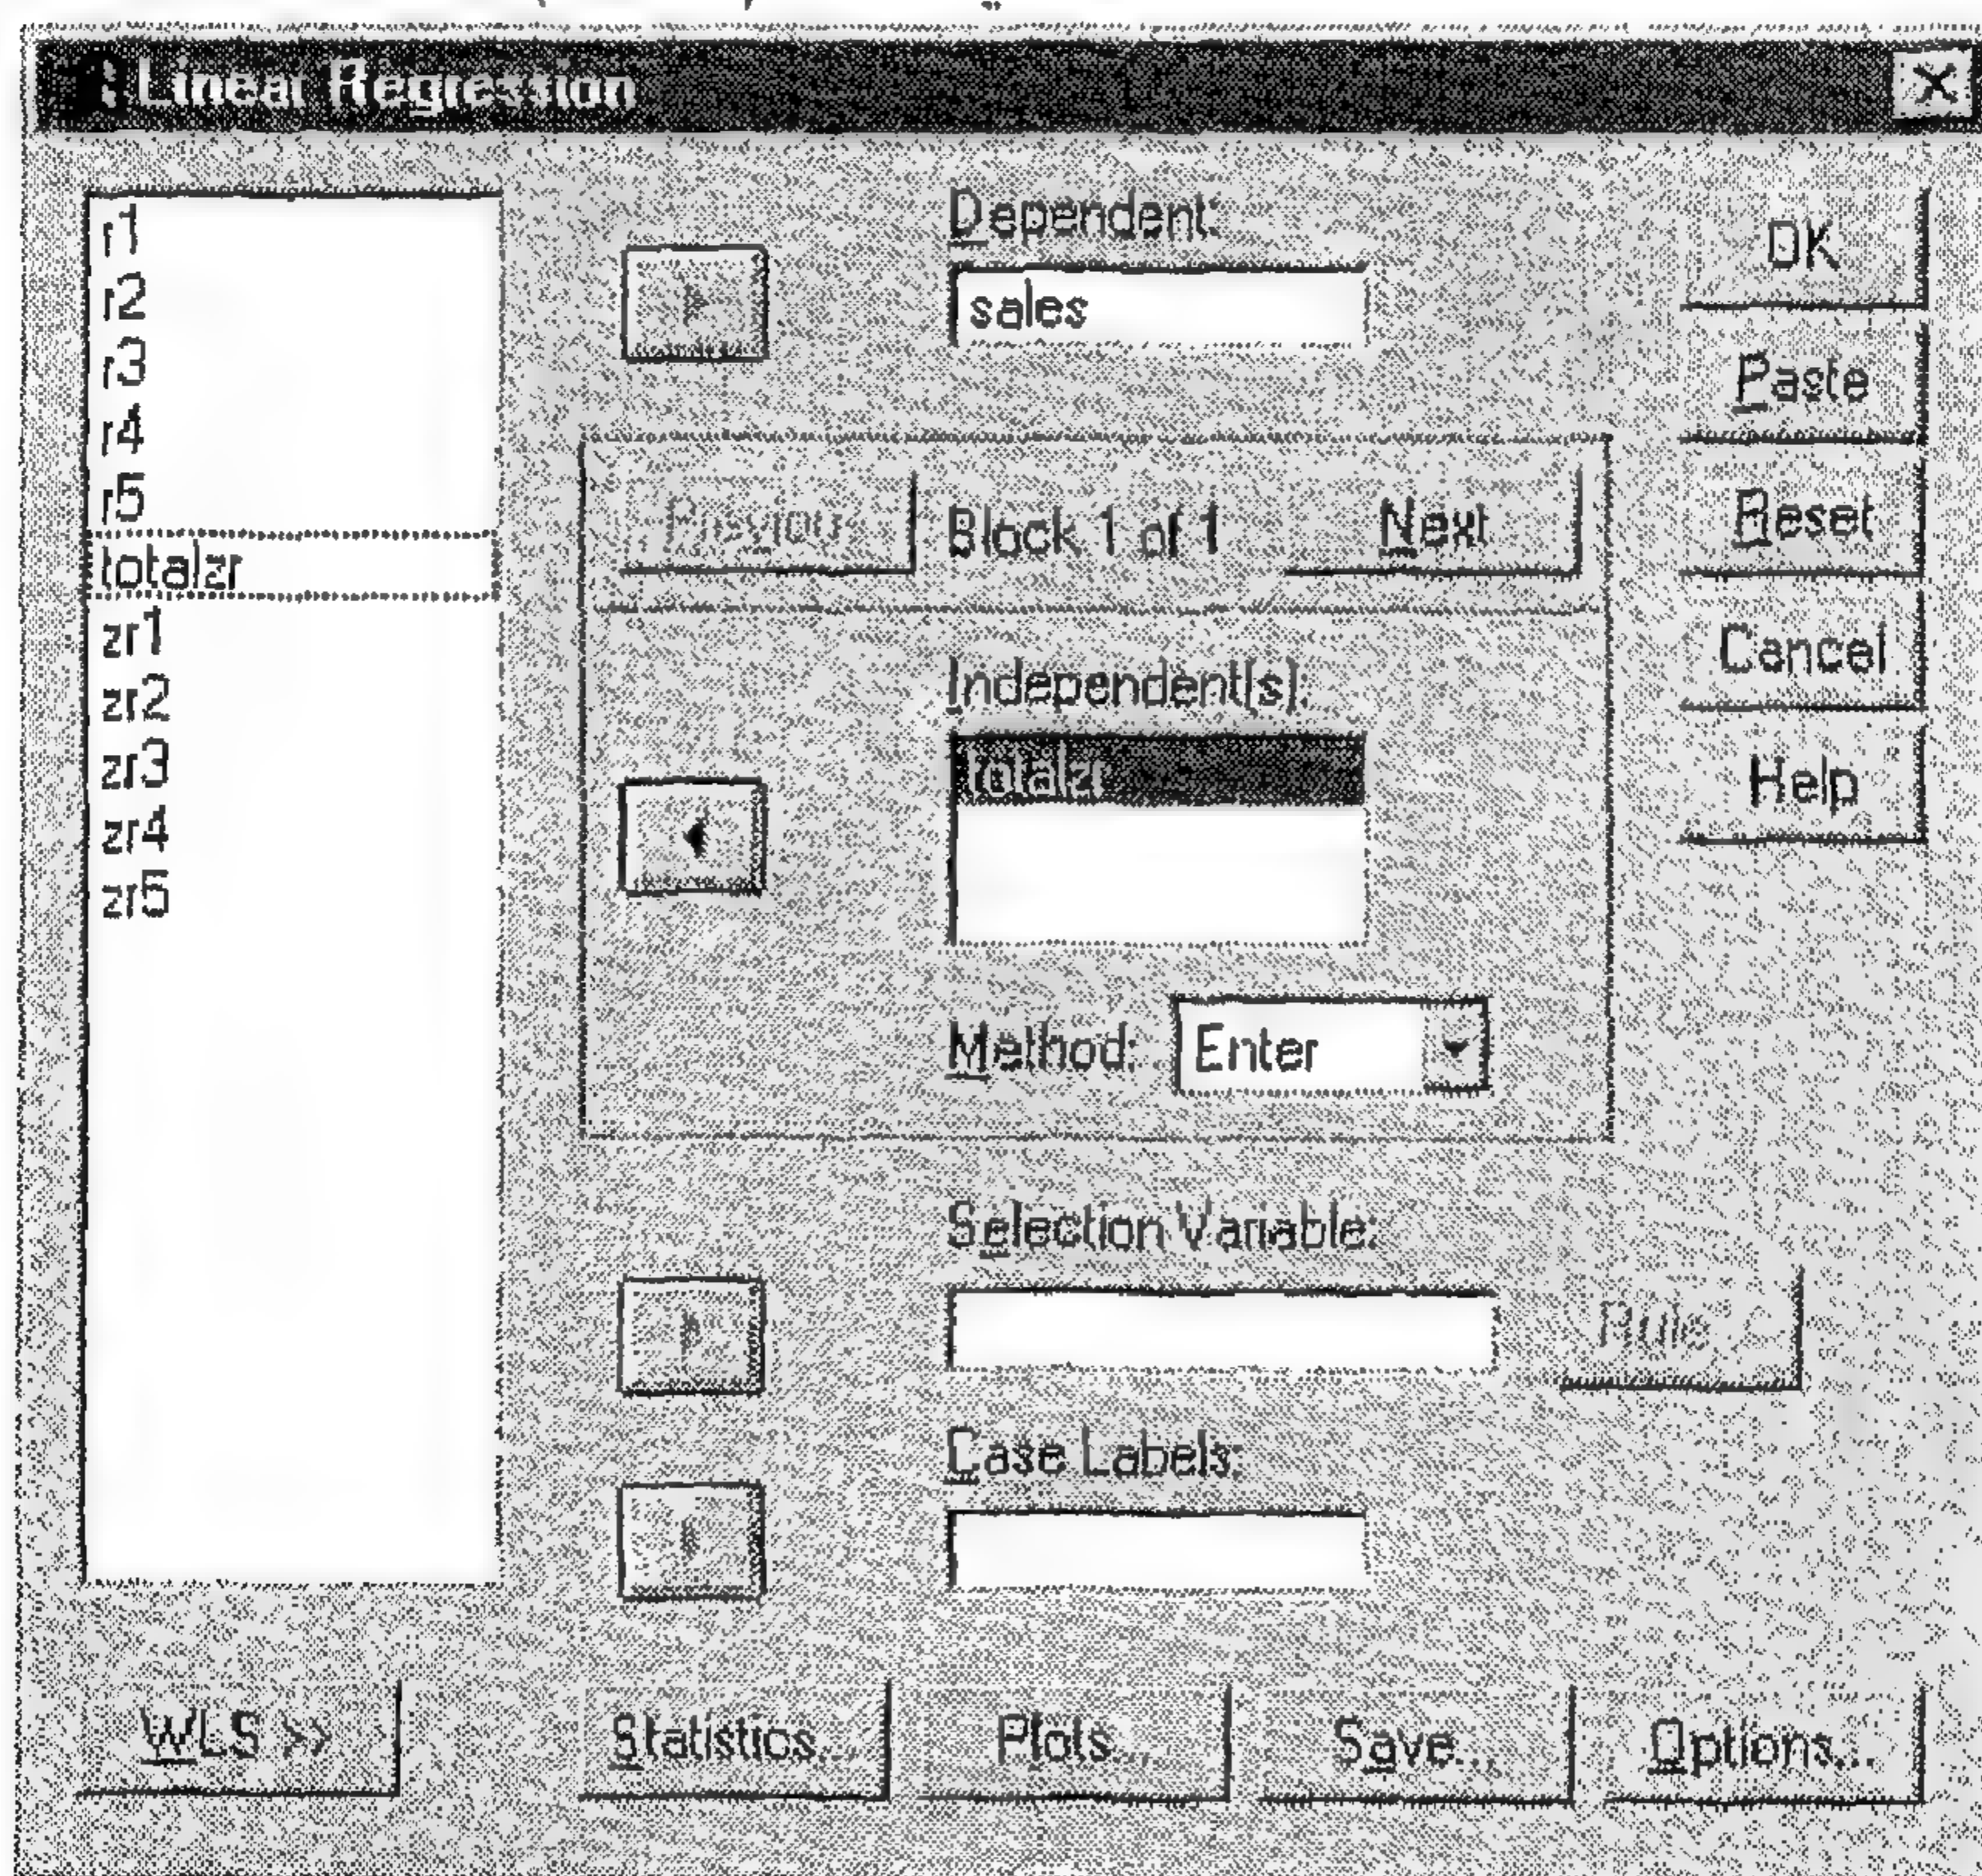 Linear Regression
r1
r2
r3
r4
r5
totalzr
zr1
zr2
zr3
zr4
zr5
Dependent:
sales
Previou
Block 1 of 1
Next
Independent(s):
totalzr
Method:
Enter
Selection Variable:
Rule
Case Labels:
OK
Paste
Reset
Cancel
Help
WLS >>
Statistics...
Plots...
Save...
Options...